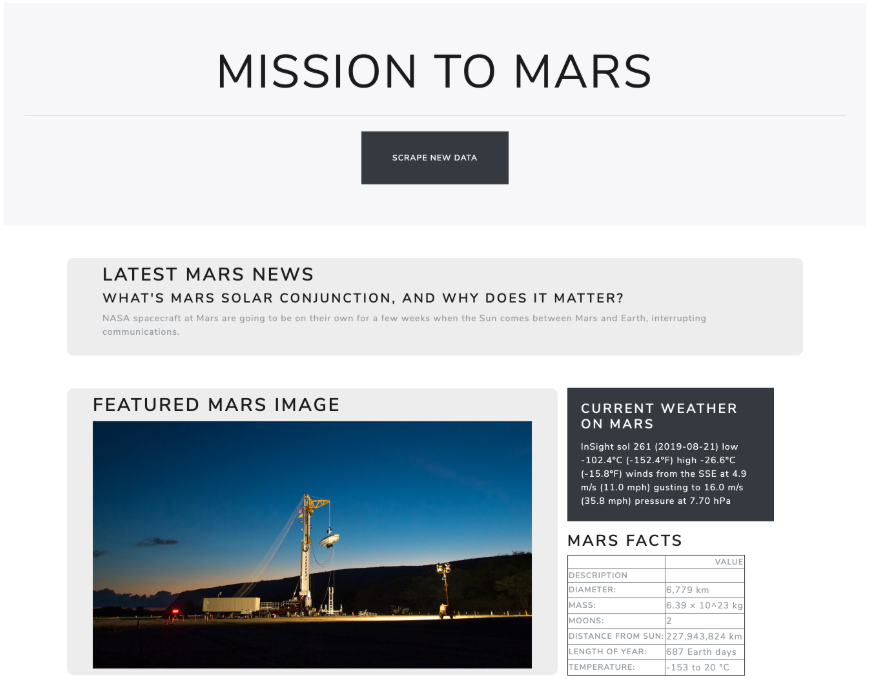 MISSION TO MARS
SCRAPE NEW DATA
LATEST MARS NEWS
WHAT'S MARS SOLAR CONJUNCTION, AND WHY DOES IT MATTER?
NASA spacecraft at Mars are going to be on their own for a few weeks when the Sun comes between Mars and Earth, interrupting
communications.
FEATURED MARS IMAGE
CURRENT WEATHER
ON MARS
InSight sol 261 (2019-08-21) low
-102.4ºC (-152.4ºF) high -26.6ºC
(-15.8ºF) winds from the SSE at 4.9
m/s (11.0 mph) gusting to 16.0 m/s
(35.8 mph) pressure at 7.70 hPa
MARS FACTS
VALUE
DESCRIPTION
DIAMETER: 6,779 km
MASS: 6.39 × 10^23 kg
MOONS: 2
DISTANCE FROM SUN: 227,943,824 km
LENGTH OF YEAR: 687 Earth days
TEMPERATURE: -153 to 20 °C